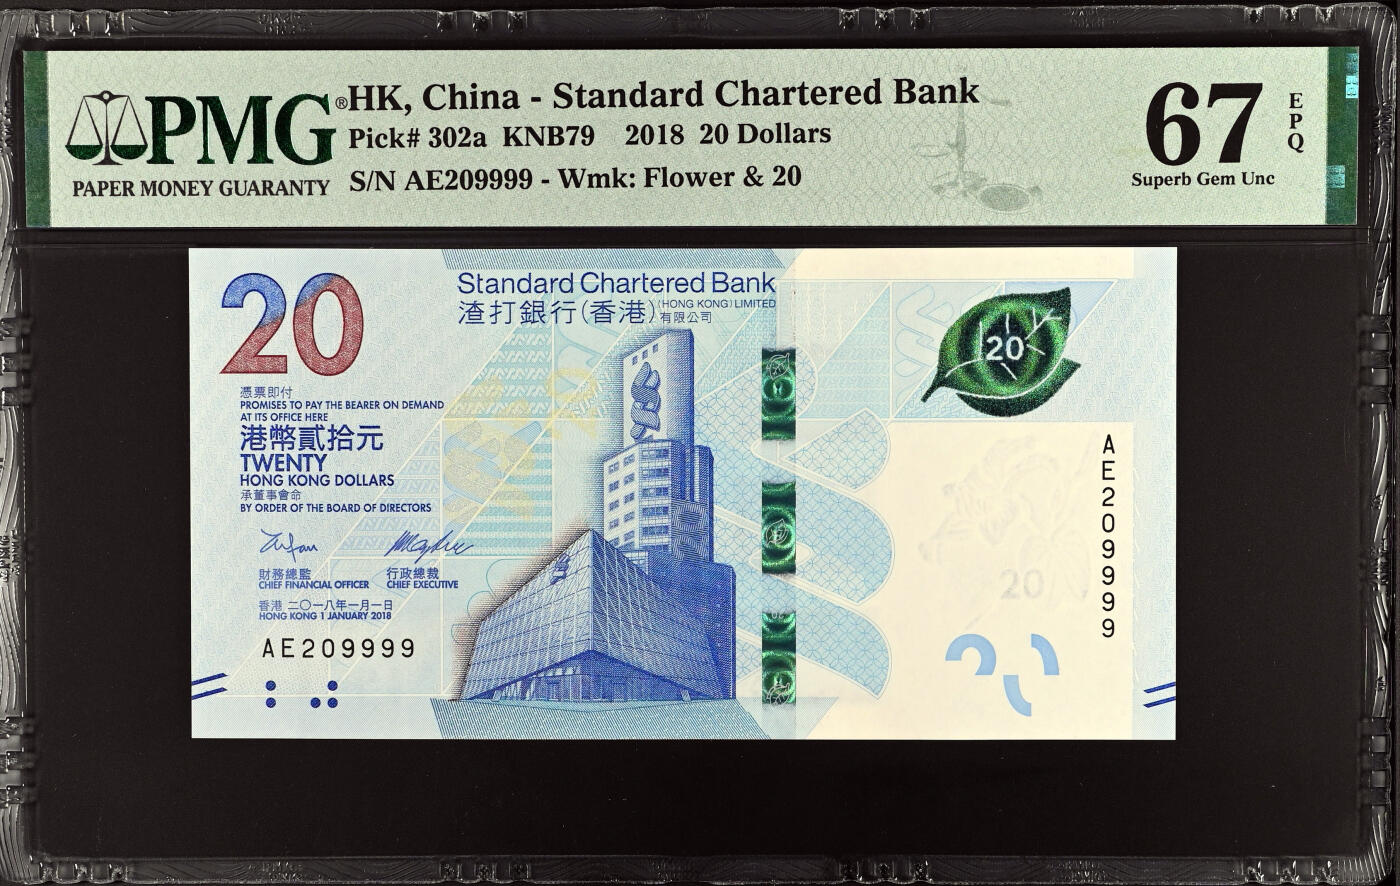 PMG®
PAPER MONEY GUARANTY
HK, China - Standard Chartered Bank
Pick# 302a KNB79 2018 20 Dollars
S/N AE209999 - Wmk: Flower & 20
67
EPQ
Superb Gem Unc
20
Standard Chartered Bank
(HONG KONG) LIMITED
渣打銀行(香港)有限公司
20
憑票即付
PROMISES TO PAY THE BEARER ON DEMAND
AT ITS OFFICE HERE
港幣貳拾元
TWENTY
HONG KONG DOLLARS
承董事會命
BY ORDER OF THE BOARD OF DIRECTORS
財務總監 行政總裁
CHIEF FINANCIAL OFFICER CHIEF EXECUTIVE
香港 二〇一八年一月一日
HONG KONG 1 JANUARY 2018
AE209999
AE209999
20